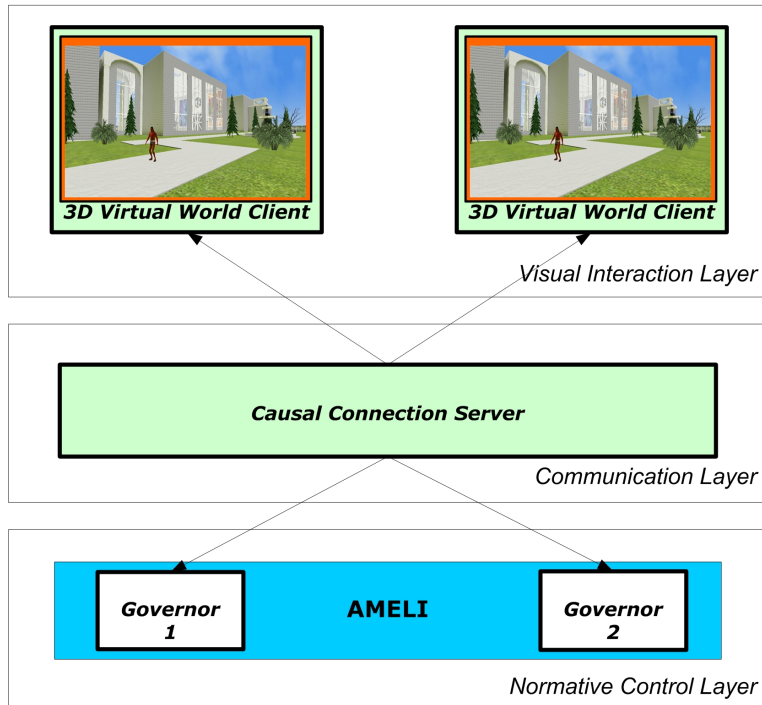 3D Virtual World Client
3D Virtual World Client
Visual Interaction Layer
Causal Connection Server
Communication Layer
Governor
1
AMELI
Governor
2
Normative Control Layer